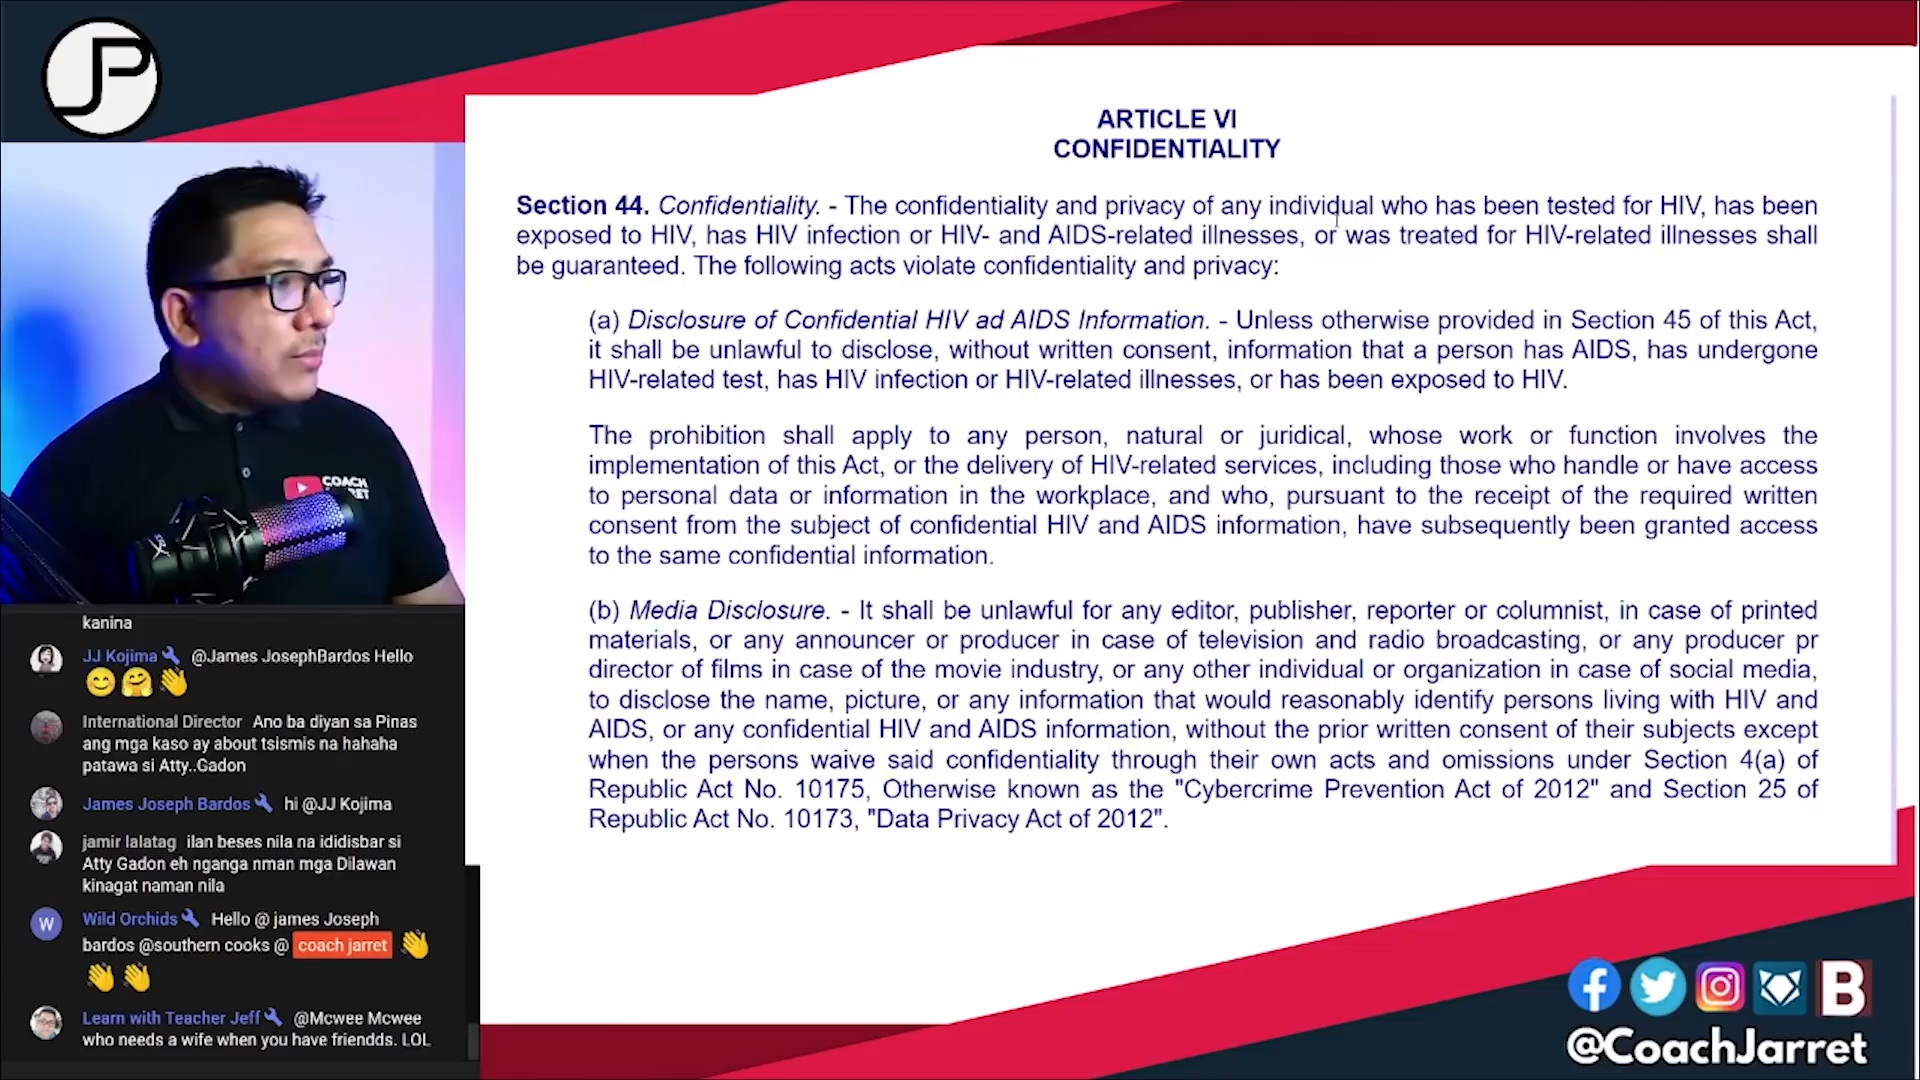 JP
ARTICLE VI
CONFIDENTIALITY
Section 44. Confidentiality. - The confidentiality and privacy of any individual who has been tested for HIV, has been
exposed to HIV, has HIV infection or HIV- and AIDS-related illnesses, or was treated for HIV-related illnesses shall
be guaranteed. The following acts violate confidentiality and privacy:
(a) Disclosure of Confidential HIV ad AIDS Information. - Unless otherwise provided in Section 45 of this Act,
it shall be unlawful to disclose, without written consent, information that a person has AIDS, has undergone
HIV-related test, has HIV infection or HIV-related illnesses, or has been exposed to HIV.
The prohibition shall apply to any person, natural or juridical, whose work or function involves the
implementation of this Act, or the delivery of HIV-related services, including those who handle or have access
to personal data or information in the workplace, and who, pursuant to the receipt of the required written
consent from the subject of confidential HIV and AIDS information, have subsequently been granted access
to the same confidential information.
(b) Media Disclosure. - It shall be unlawful for any editor, publisher, reporter or columnist, in case of printed
materials, or any announcer or producer in case of television and radio broadcasting, or any producer pr
director of films in case of the movie industry, or any other individual or organization in case of social media,
to disclose the name, picture, or any information that would reasonably identify persons living with HIV and
AIDS, or any confidential HIV and AIDS information, without the prior written consent of their subjects except
when the persons waive said confidentiality through their own acts and omissions under Section 4(a) of
Republic Act No. 10175, Otherwise known as the "Cybercrime Prevention Act of 2012" and Section 25 of
Republic Act No. 10173, "Data Privacy Act of 2012".
COACH
JARRET
kanina
JJ Kojima @James JosephBardos Hello
😊🤗👋
International Director Ano ba diyan sa Pinas
ang mga kaso ay about tsismis na hahaha
patawa si Atty..Gadon
James Joseph Bardos hi @JJ Kojima
jamir lalatag ilan beses nila na ididisbar si
Atty Gadon eh nganga nman mga Dilawan
kinagat naman nila
W
Wild Orchids Hello @ james Joseph
bardos @southern cooks @ coach jarret 👋
👋 👋
Learn with Teacher Jeff @Mcwee Mcwee
who needs a wife when you have friendds. LOL
B
@CoachJarret